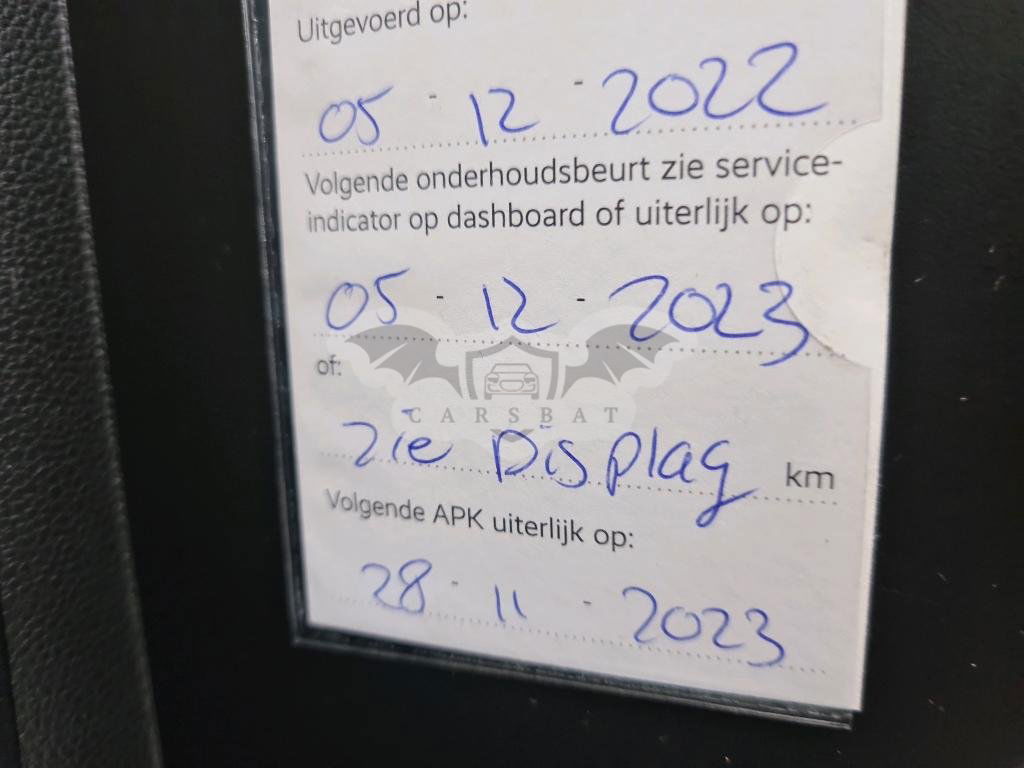 Uitgevoerd op:
05 - 12 - 2022
Volgende onderhoudsbeurt zie service-
indicator op dashboard of uiterlijk op:
05 - 12 - 2023
of:
CARSBAT
Zie Display km
Volgende APK uiterlijk op:
28 - 11 - 2023